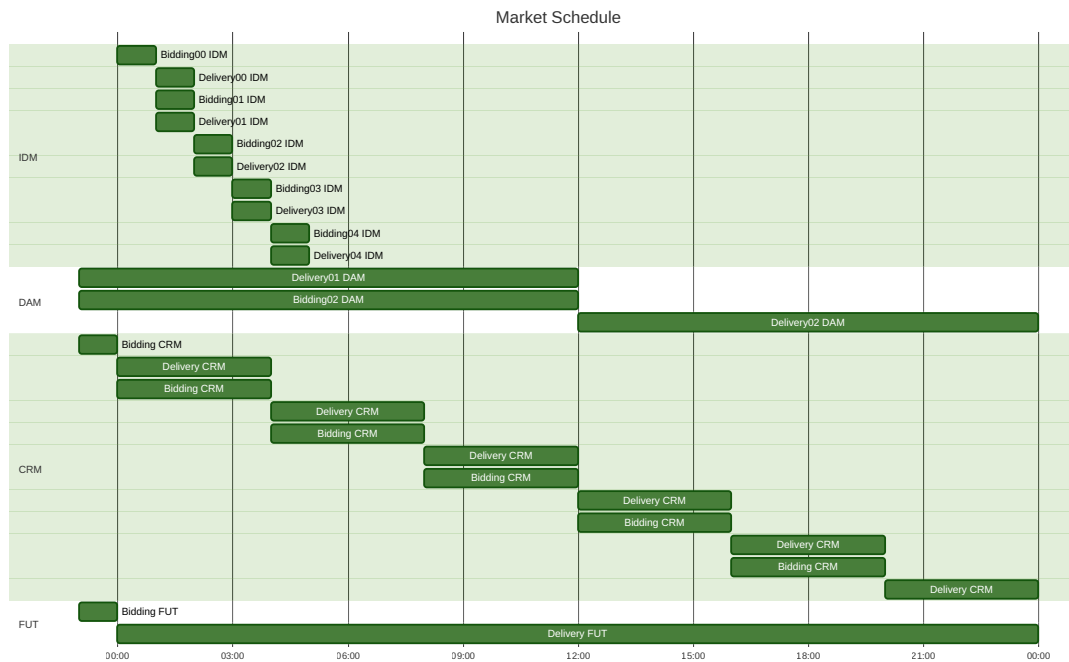 Market Schedule
Bidding00 IDM
Delivery00 IDM
Bidding01 IDM
Delivery01 IDM
Bidding02 IDM
IDM
Delivery02 IDM
Bidding03 IDM
Delivery03 IDM
Bidding04 IDM
Delivery04 IDM
Delivery01 DAM
Bidding02 DAM
DAM
Delivery02 DAM
Bidding CRM
Delivery CRM
Bidding CRM
Delivery CRM
Bidding CRM
Delivery CRM
CRM
Bidding CRM
Delivery CRM
Bidding CRM
Delivery CRM
Bidding CRM
Delivery CRM
Bidding FUT
FUT
Delivery FUT
00:00 03:00 06:00 09:00 12:00 15:00 18:00 21:00 00:00